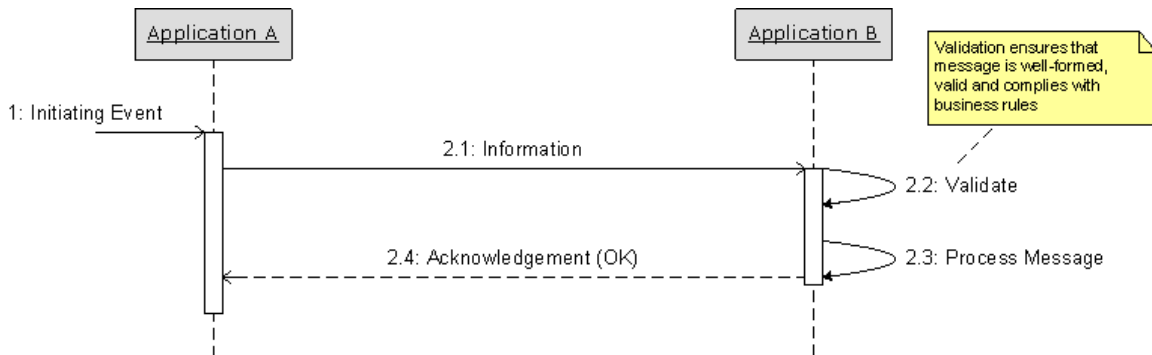 Application A
Application B
Validation ensures that
message is well-formed,
valid and complies with
business rules
1: Initiating Event
2.1: Information
2.2: Validate
2.4: Acknowledgement (OK)
2.3: Process Message